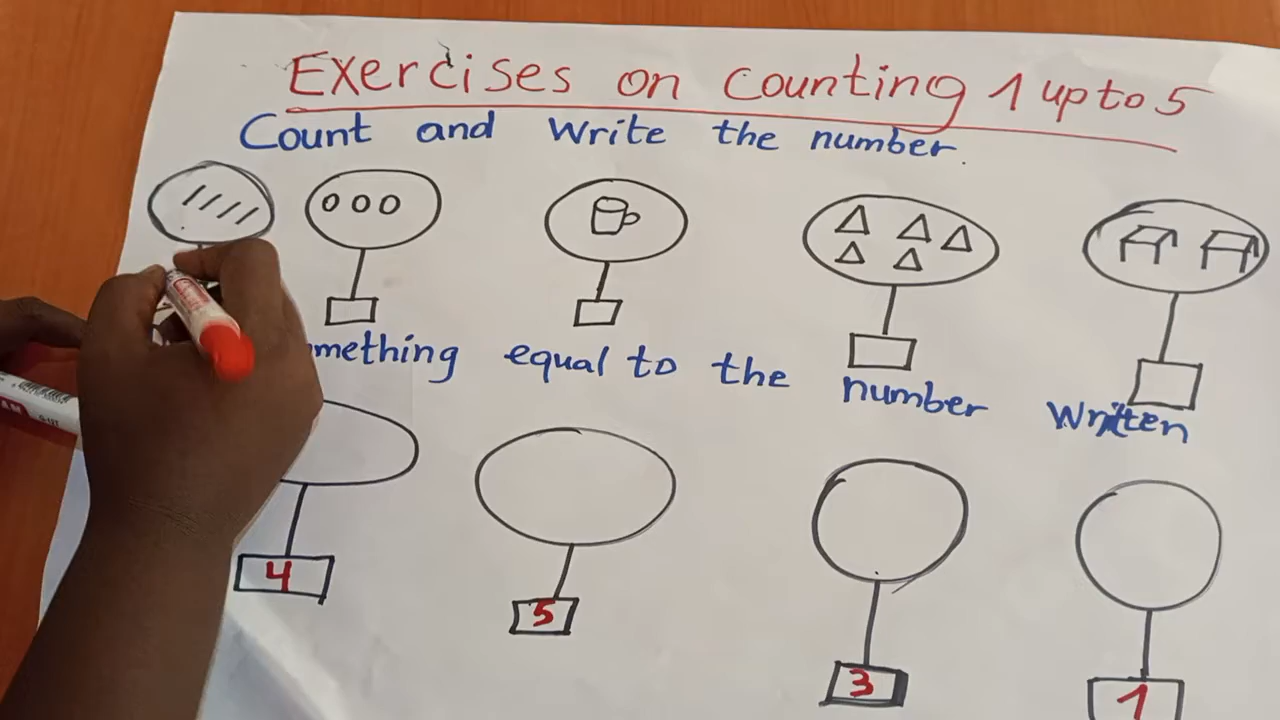 Exercises on Counting 1 up to 5
Count and Write the number.
mething equal to the number Written
4
5
3
1